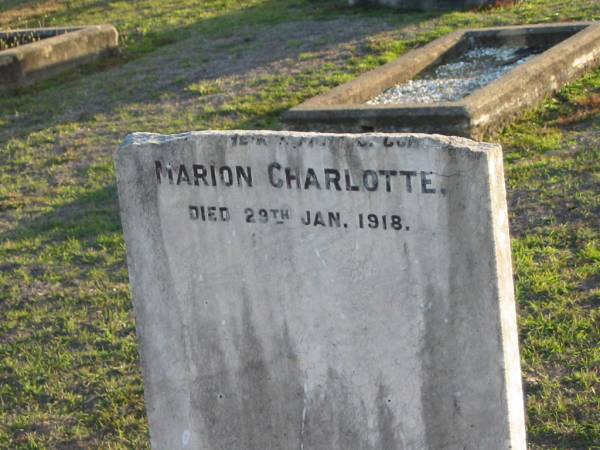 MARION CHARLOTTE,
DIED 29TH JAN. 1918.